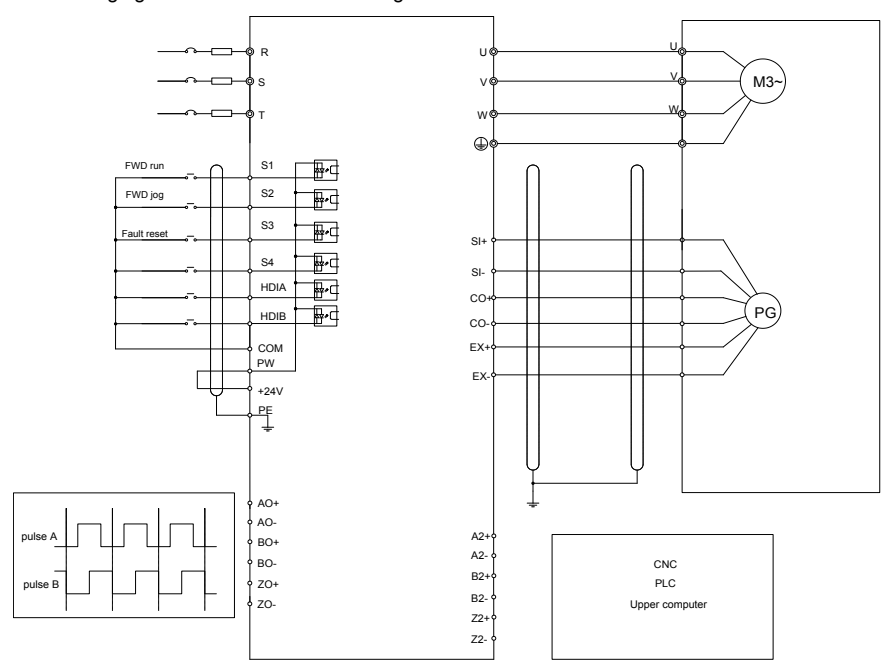 R
S
T
FWD run
S1
FWD jog
S2
Fault reset
S3
S4
HDIA
HDIB
COM
PW
+24V
PE
U
V
W
U
V
W
M3~
SI+
SI-
CO+
CO-
EX+
EX-
PG
pulse A
pulse B
AO+
AO-
BO+
BO-
ZO+
ZO-
A2+
A2-
B2+
B2-
Z2+
Z2-
CNC
PLC
Upper computer